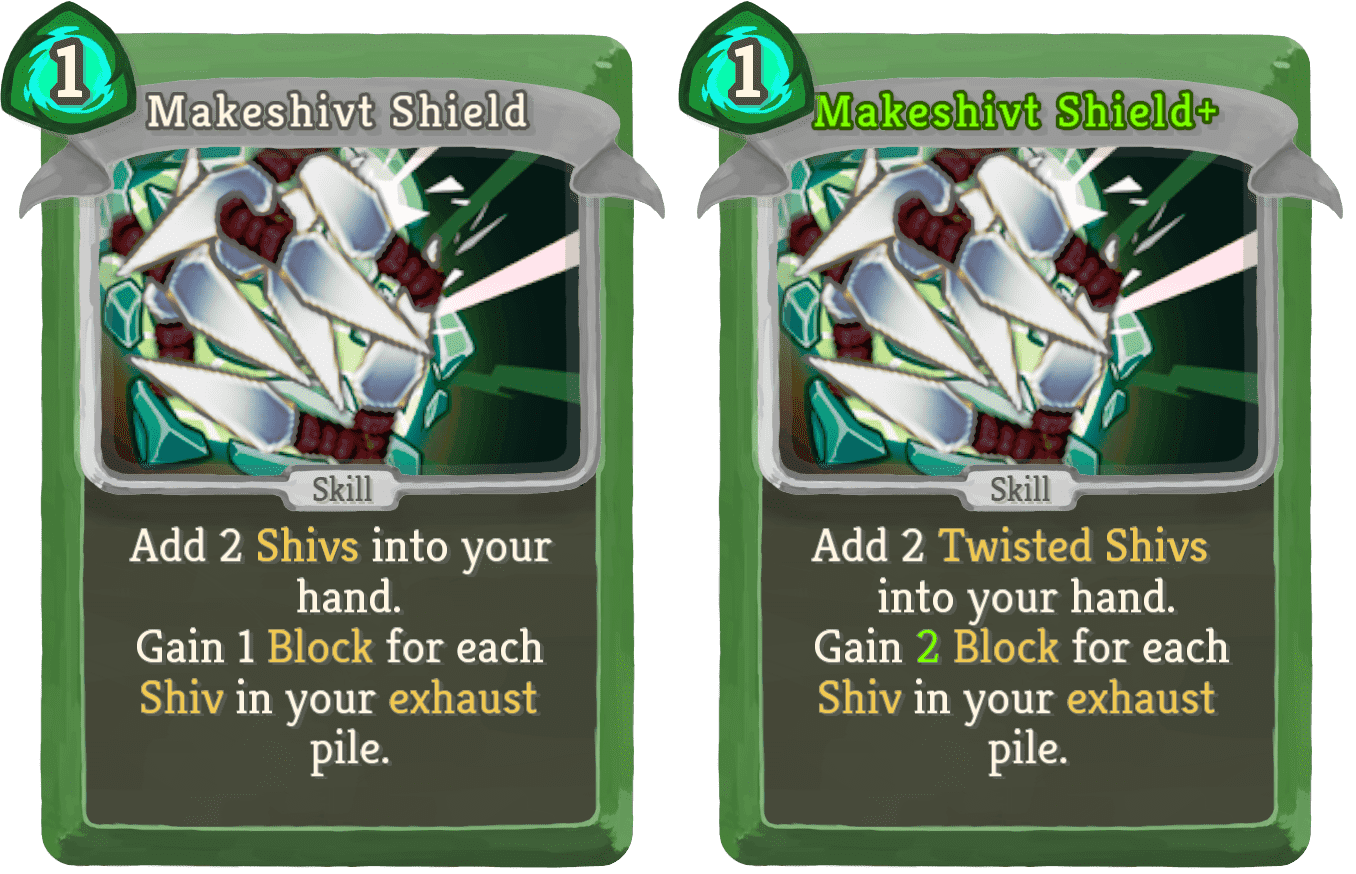 1
Makeshivt Shield
Skill
Add 2 Shivs into your
hand.
Gain 1 Block for each
Shiv in your exhaust
pile.
1
Makeshivt Shield+
Skill
Add 2 Twisted Shivs
into your hand.
Gain 2 Block for each
Shiv in your exhaust
pile.